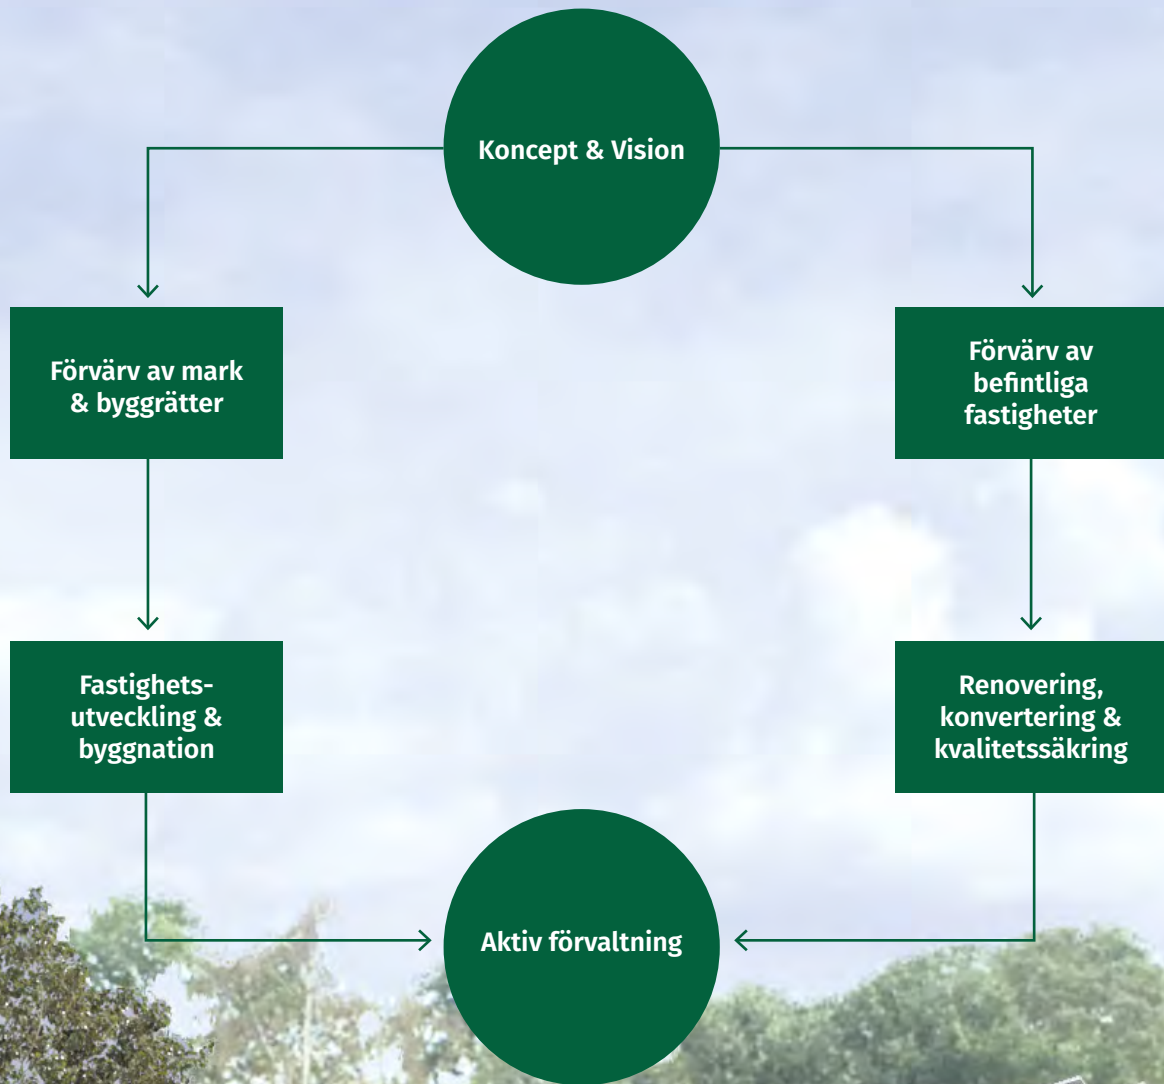 Koncept & Vision
Förvärv av mark
& byggrätter
Förvärv av
befintliga
fastigheter
Fastighets-
utveckling &
byggnation
Renovering,
konvertering &
kvalitetssäkring
Aktiv förvaltning